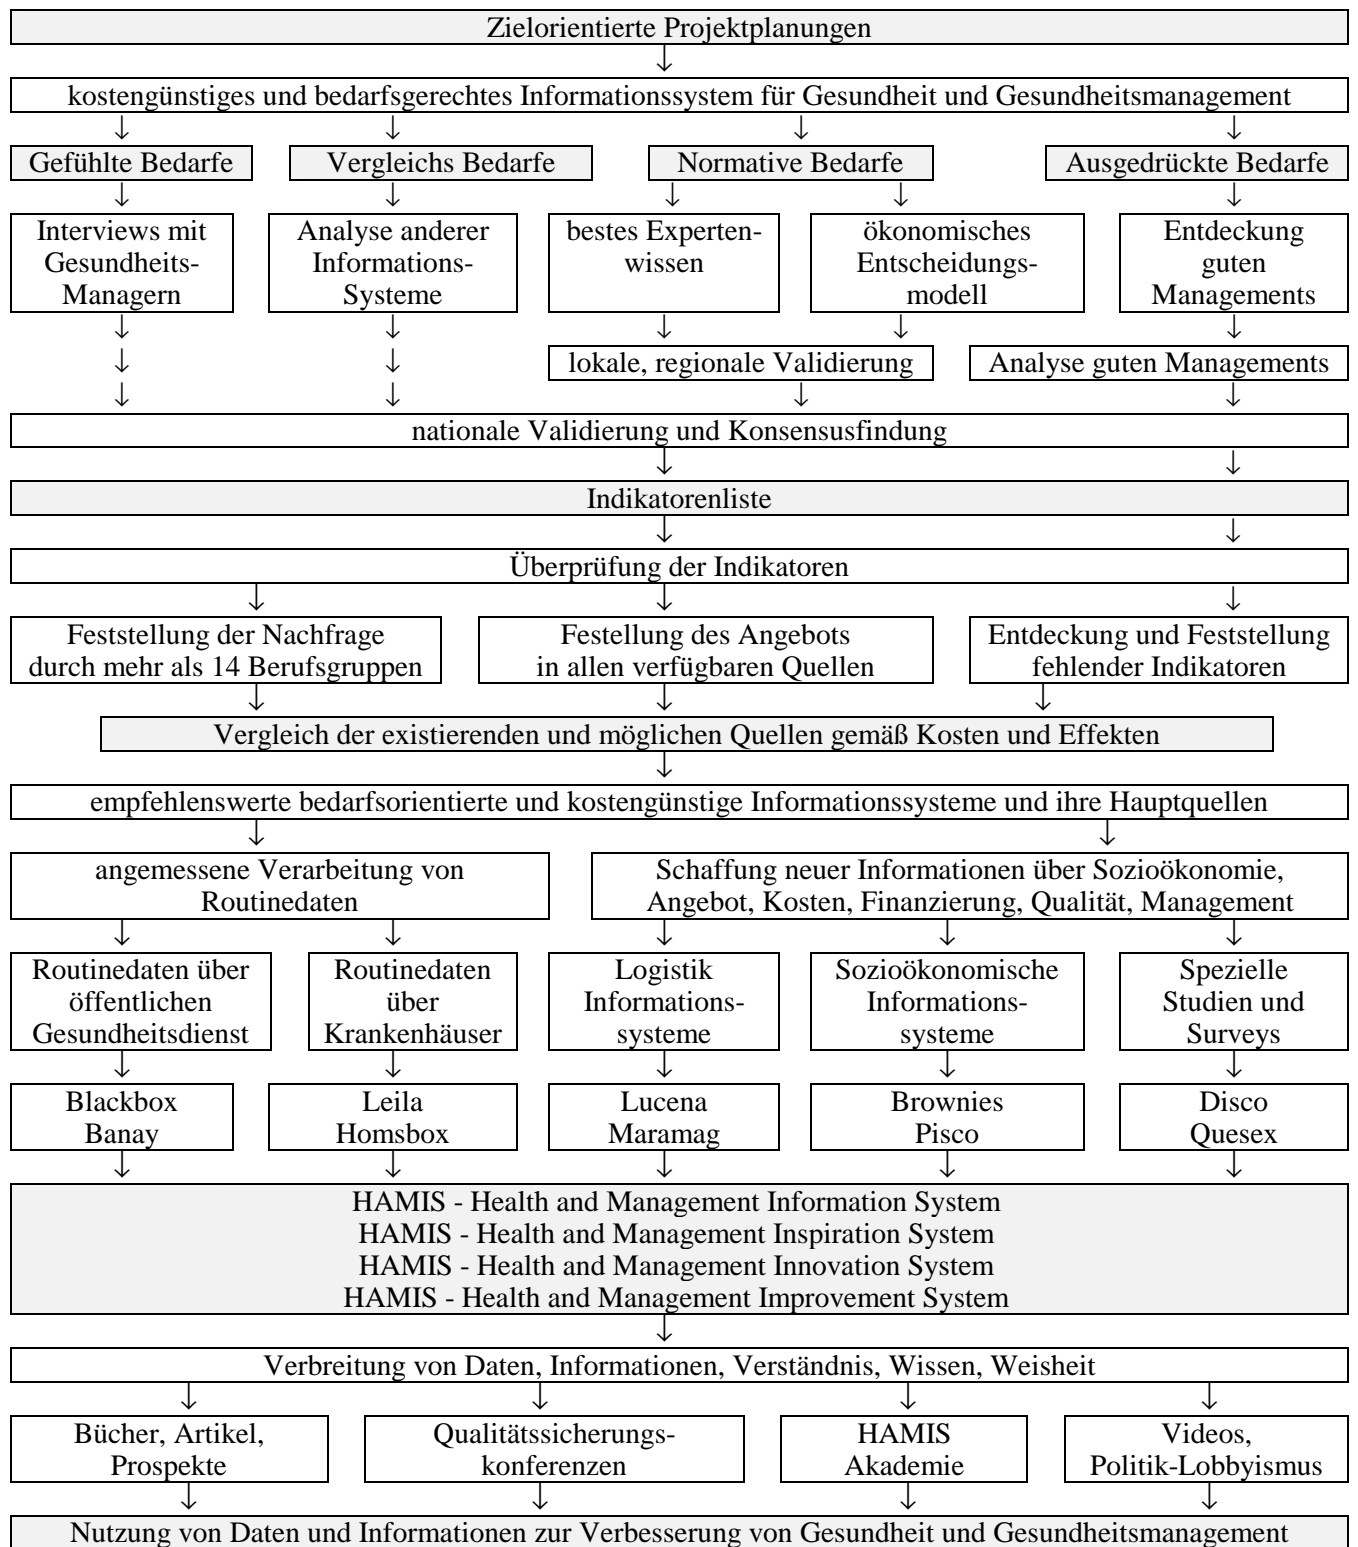 Zielorientierte Projektplanungen
↓
kostengünstiges und bedarfsgerechtes Informationssystem für Gesundheit und Gesundheitsmanagement
↓ ↓ ↓ ↓
Gefühlte Bedarfe
Vergleichs Bedarfe
Normative Bedarfe
Ausgedrückte Bedarfe
↓ ↓ ↓ ↓ ↓
Interviews mit
Gesundheits-
Managern
Analyse anderer
Informations-
Systeme
bestes Experten-
wissen
ökonomisches
Entscheidungs-
modell
Entdeckung
guten
Managements
↓ ↓ ↓ ↓ ↓
↓ ↓
lokale, regionale Validierung
Analyse guten Managements
↓ ↓ ↓ ↓
nationale Validierung und Konsensusfindung
↓ ↓
Indikatorenliste
↓ ↓
Überprüfung der Indikatoren
↓ ↓ ↓
Feststellung der Nachfrage
durch mehr als 14 Berufsgruppen
Festellung des Angebots
in allen verfügbaren Quellen
Entdeckung und Feststellung
fehlender Indikatoren
↓ ↓ ↓
Vergleich der existierenden und möglichen Quellen gemäß Kosten und Effekten
↓
empfehlenswerte bedarfsorientierte und kostengünstige Informationssysteme und ihre Hauptquellen
↓ ↓
angemessene Verarbeitung von
Routinedaten
Schaffung neuer Informationen über Sozioökonomie,
Angebot, Kosten, Finanzierung, Qualität, Management
↓ ↓ ↓ ↓ ↓
Routinedaten über
öffentlichen
Gesundheitsdienst
Routinedaten
über
Krankenhäuser
Logistik
Informations-
systeme
Sozioökonomische
Informations-
systeme
Spezielle
Studien und
Surveys
↓ ↓ ↓ ↓ ↓
Blackbox
Banay
Leila
Homsbox
Lucena
Maramag
Brownies
Pisco
Disco
Quesex
↓ ↓ ↓ ↓ ↓
HAMIS - Health and Management Information System
HAMIS - Health and Management Inspiration System
HAMIS - Health and Management Innovation System
HAMIS - Health and Management Improvement System
↓
Verbreitung von Daten, Informationen, Verständnis, Wissen, Weisheit
↓ ↓ ↓ ↓
Bücher, Artikel,
Prospekte
Qualitätssicherungs-
konferenzen
HAMIS
Akademie
Videos,
Politik-Lobbyismus
↓ ↓ ↓ ↓
Nutzung von Daten und Informationen zur Verbesserung von Gesundheit und Gesundheitsmanagement